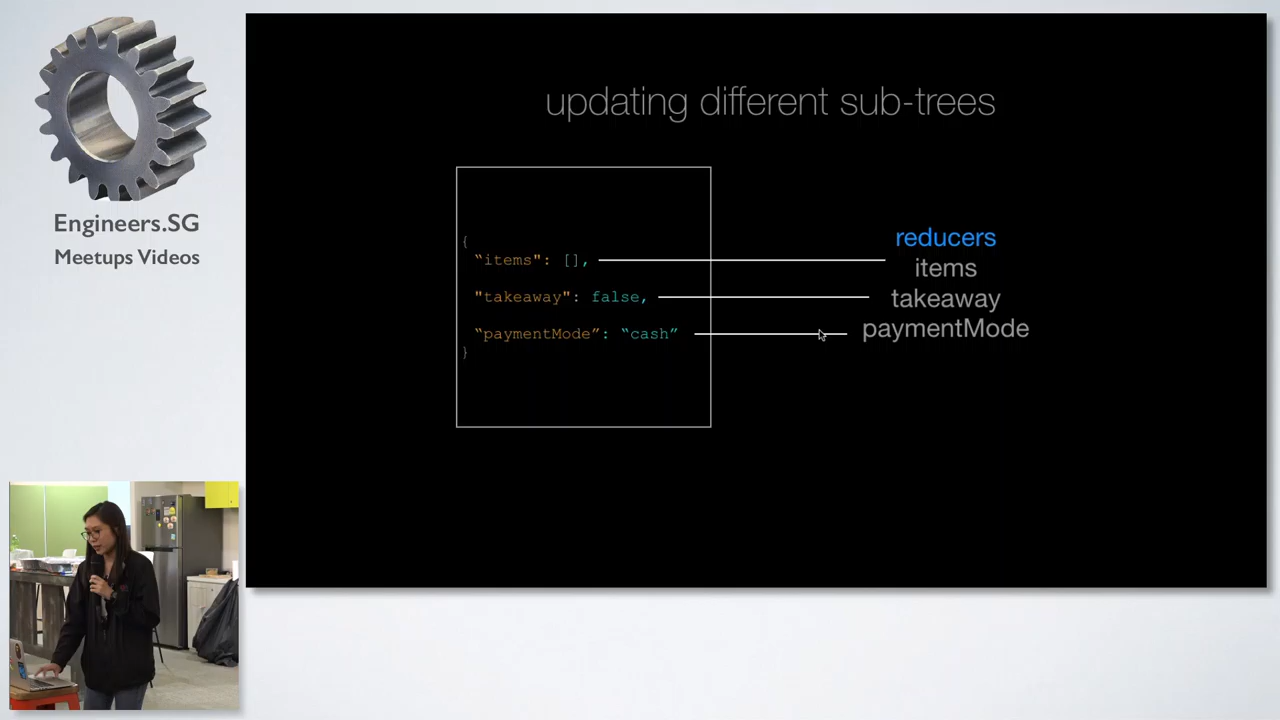 Engineers.SG
Meetups Videos
updating different sub-trees
{
“items": [],
"takeaway": false,
“paymentMode”: “cash”
}
reducers
items
takeaway
paymentMode